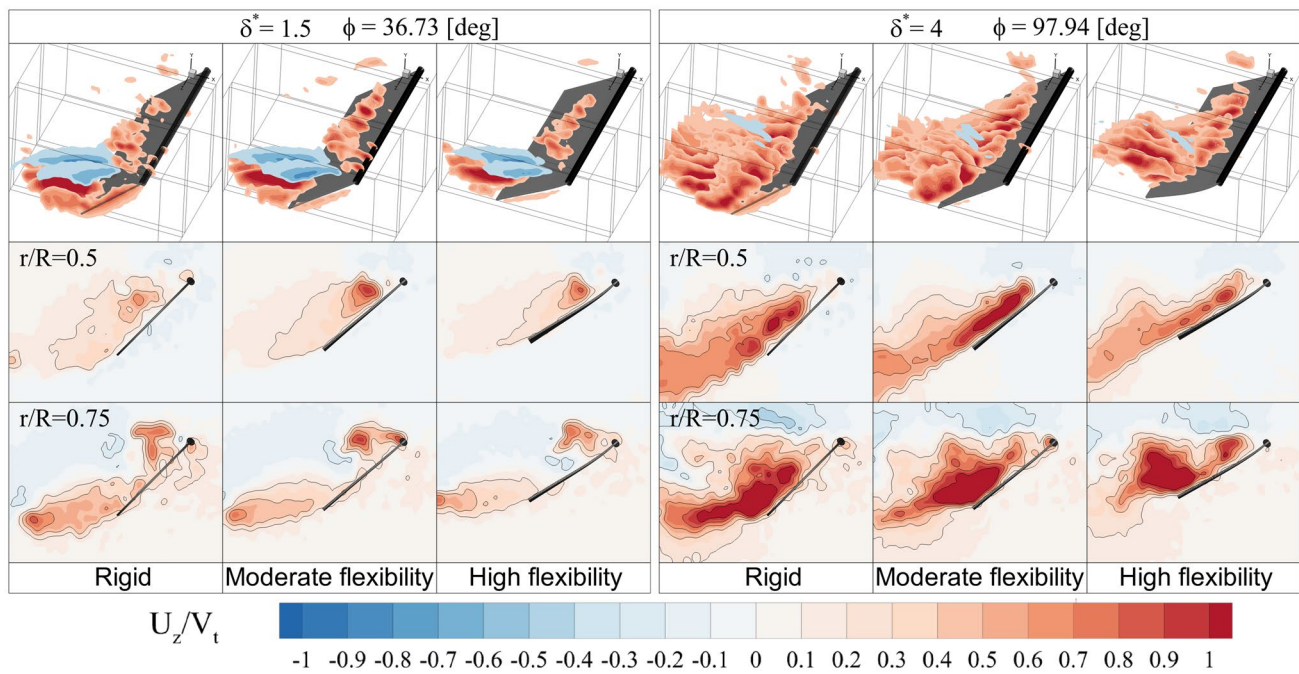 δ* = 1.5 ϕ = 36.73 [deg]
δ* = 4 ϕ = 97.94 [deg]
Y
X
Y
X
Y
X
Y
X
Y
X
Y
X
r/R=0.5
r/R=0.5
r/R=0.75
r/R=0.75
Rigid
Moderate flexibility
High flexibility
Rigid
Moderate flexibility
High flexibility
U_z/V_t
-1 -0.9 -0.8 -0.7 -0.6 -0.5 -0.4 -0.3 -0.2 -0.1 0 0.1 0.2 0.3 0.4 0.5 0.6 0.7 0.8 0.9 1